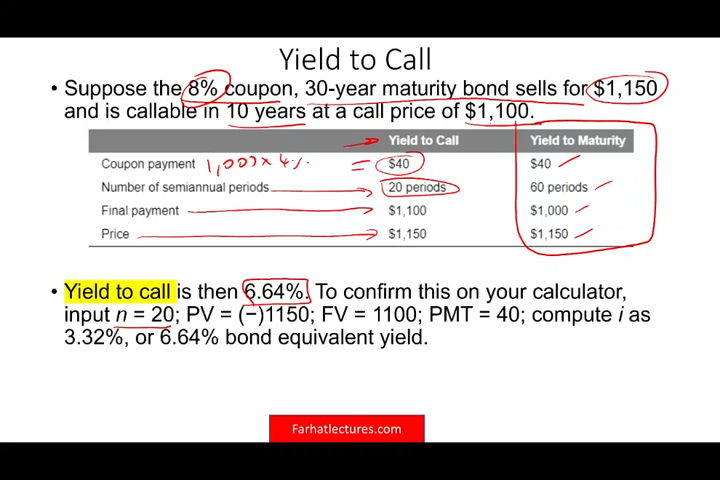 Yield to Call
• Suppose the 8% coupon, 30-year maturity bond sells for $1,150
and is callable in 10 years at a call price of $1,100.
Yield to Call Yield to Maturity
Coupon payment 1,000 x 4% = $40 $40
Number of semiannual periods 20 periods 60 periods
Final payment $1,100 $1,000
Price $1,150 $1,150
• Yield to call is then 6.64%. To confirm this on your calculator,
input n = 20; PV = (−)1150; FV = 1100; PMT = 40; compute i as
3.32%, or 6.64% bond equivalent yield.
Farhatlectures.com